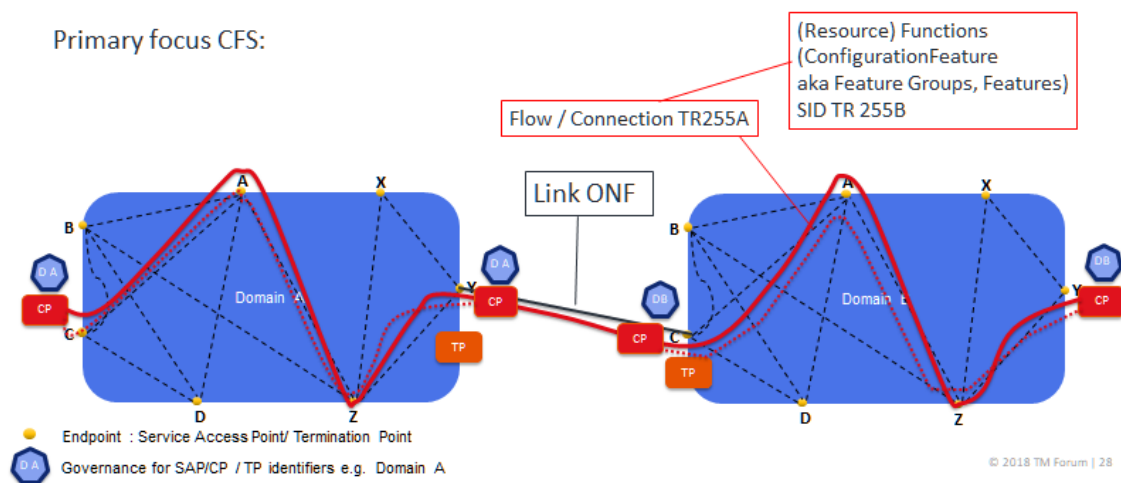 Primary focus CFS:
(Resource) Functions
(ConfigurationFeature
aka Feature Groups, Features)
SID TR 255B
Flow / Connection TR255A
Link ONF
A
X
B
D A
CP
C
Domain A
Y
D A
CP
TP
D
Z
A
X
B
DB
CP
C
TP
Domain
DB
Y
CP
D
Z
Endpoint : Service Access Point/ Termination Point
D A
Governance for SAP/CP / TP identifiers e.g. Domain A
© 2018 TM Forum | 28